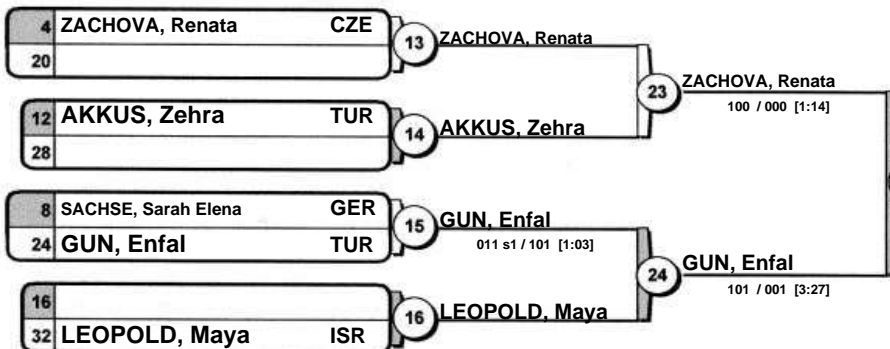 4 ZACHOVA, Renata CZE
20
13 ZACHOVA, Renata
12 AKKUS, Zehra TUR
28
14 AKKUS, Zehra
23 ZACHOVA, Renata
100 / 000 [1:14]
8 SACHSE, Sarah Elena GER
24 GUN, Enfal TUR
15 GUN, Enfal
011 s1 / 101 [1:03]
16
32 LEOPOLD, Maya ISR
16 LEOPOLD, Maya
24 GUN, Enfal
101 / 001 [3:27]